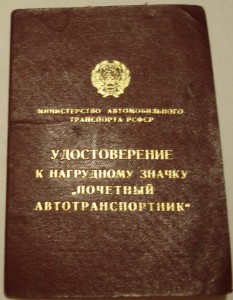 МИНИСТЕРСТВО АВТОМОБИЛЬНОГО
ТРАНСПОРТА РСФСР
УДОСТОВЕРЕНИЕ
К НАГРУДНОМУ ЗНАЧКУ
„ПОЧЕТНЫЙ
АВТОТРАНСПОРТНИК“